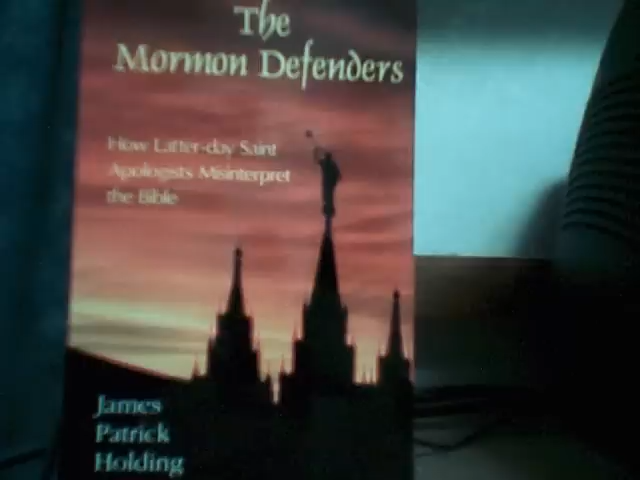 The
Mormon Defenders
How Latter-day Saint
Apologists Misinterpret
the Bible
James
Patrick
Holding